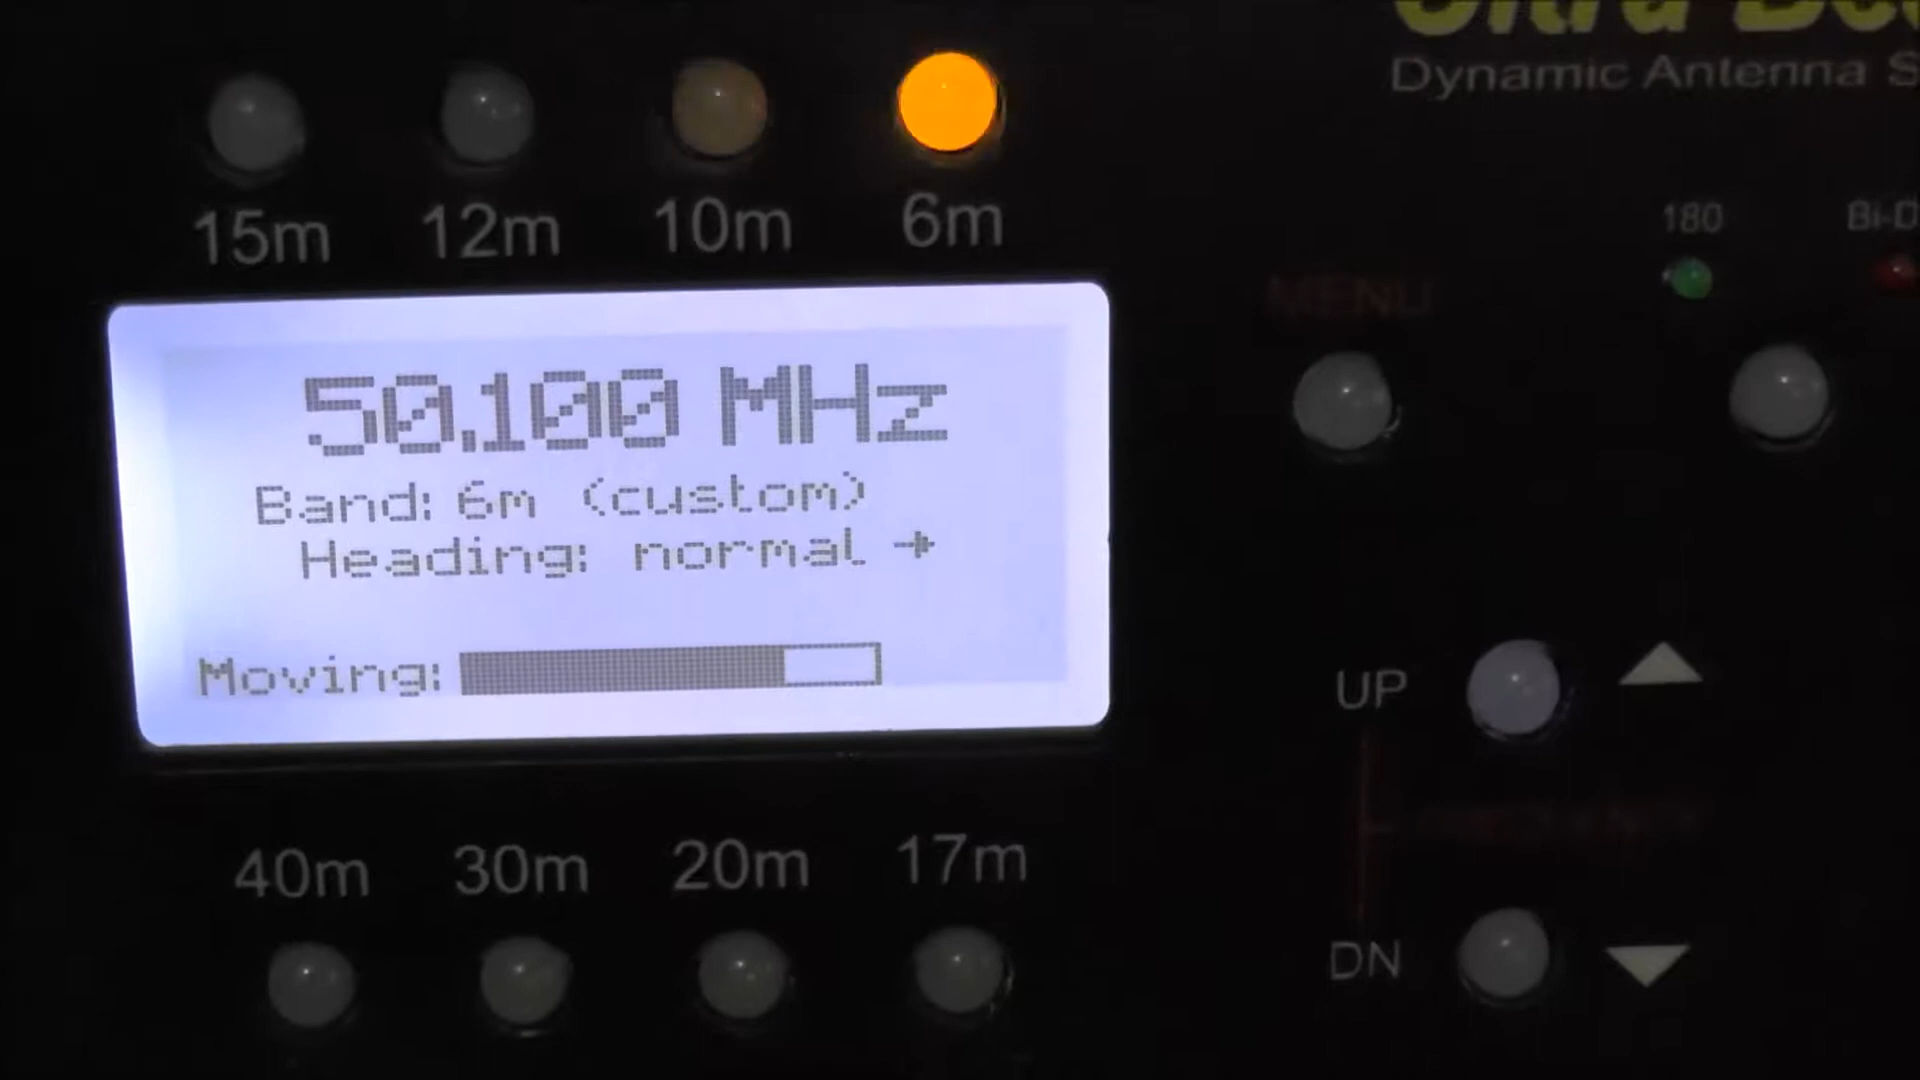 Ultra
Dynamic Antenna
15m 12m 10m 6m
180
MENU
50.100 MHz
Band: 6m (custom)
Heading: normal →
Moving:
UP
40m 30m 20m 17m
DN